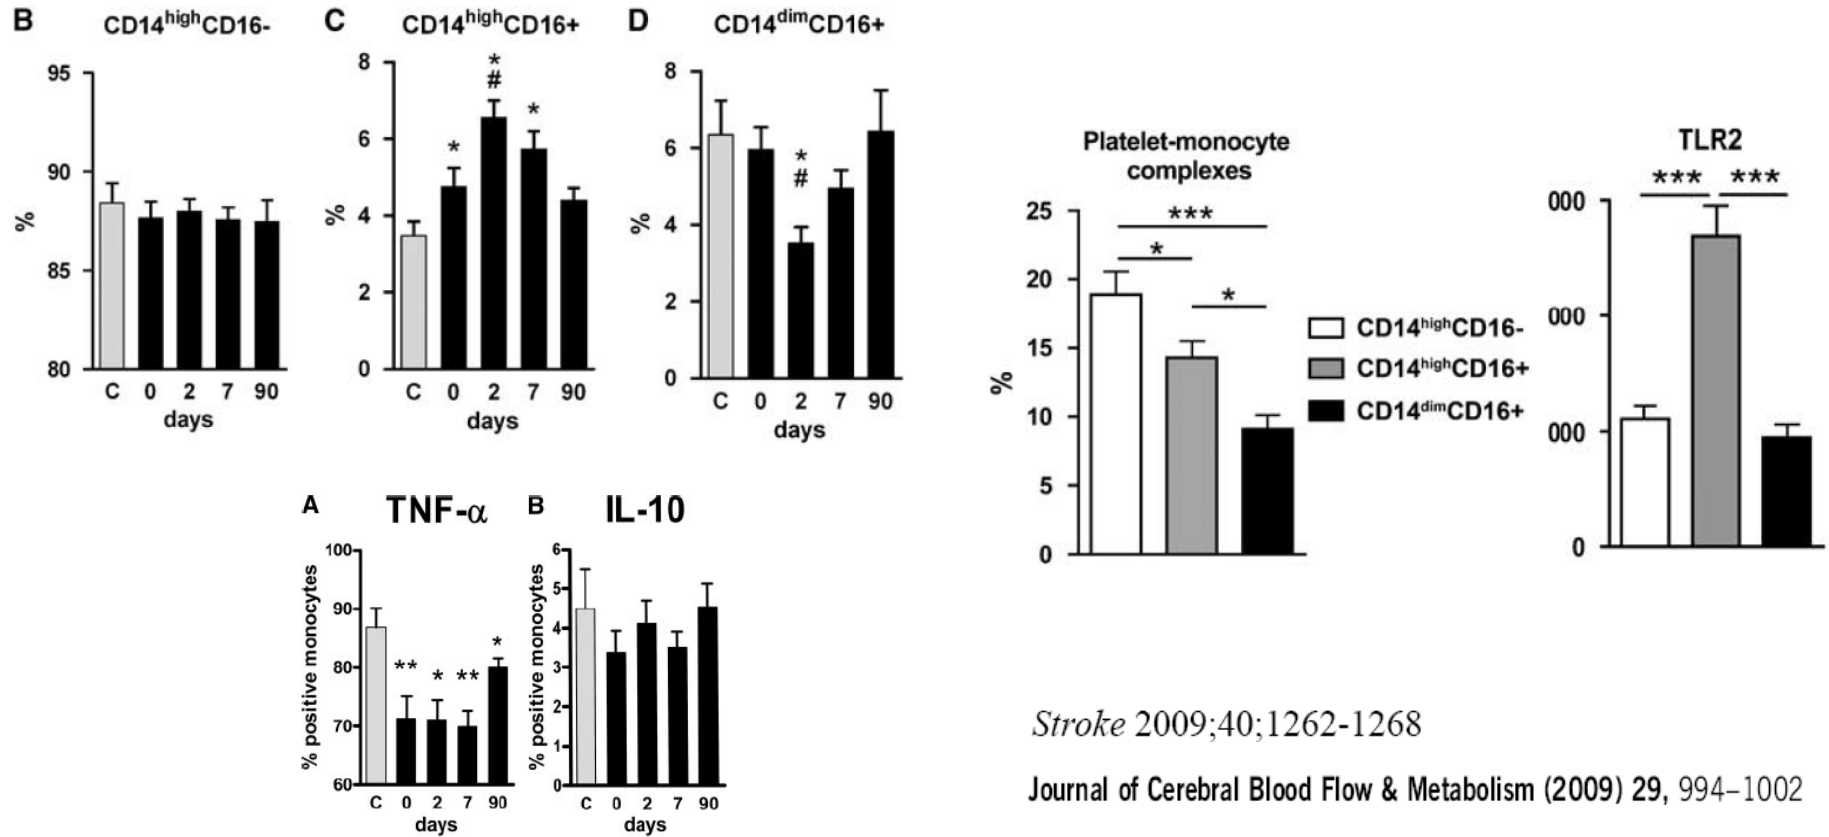 B CD14highCD16-
95
90
85
80
%
C 0 2 7 90
days
C CD14highCD16+
8
6
4
2
0
%
*
*
#
*
C 0 2 7 90
days
D CD14dimCD16+
8
6
4
2
0
%
*
#
C 0 2 7 90
days
A TNF-α
100
90
80
70
60
% positive monocytes
** * ** *
C 0 2 7 90
days
B IL-10
6
5
4
3
2
1
0
% positive monocytes
C 0 2 7 90
days
Platelet-monocyte
complexes
25
20
15
10
5
0
%
***
*
*
CD14highCD16-
CD14highCD16+
CD14dimCD16+
TLR2
*** ***
000
000
000
0
Stroke 2009;40;1262-1268
Journal of Cerebral Blood Flow & Metabolism (2009) 29, 994–1002